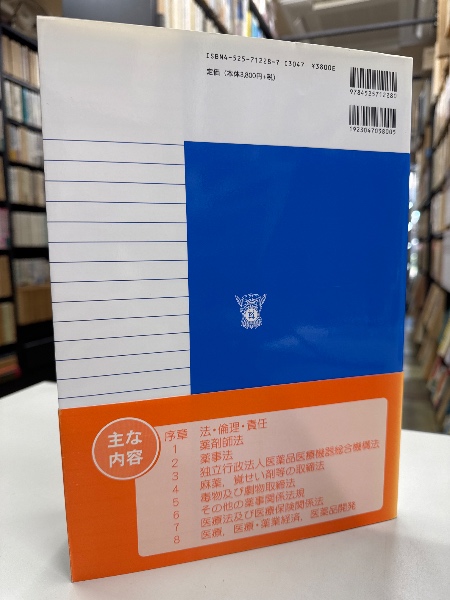 ISBN4-525-71228-7 C3047 ¥3800E
定価（本体3,800円＋税）
9784525712280
1923047038005
主な
内容
序章 法・倫理・責任
1 薬剤師法
2 薬事法
3 独立行政法人医薬品医療機器総合機構法
4 麻薬，覚せい剤等の取締法
5 毒物及び劇物取締法
6 その他の薬事関係法規
7 医療法及び医療保険関係法
8 医療，医療・薬業経済，医薬品開発